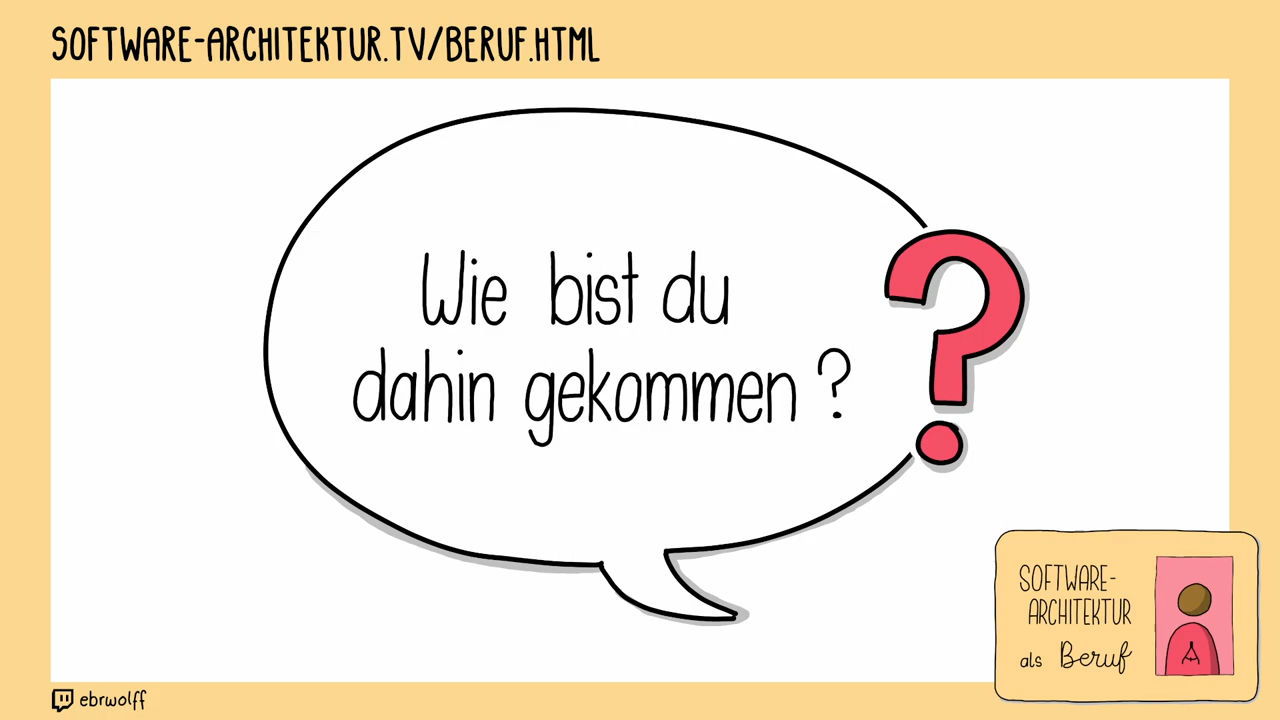 SOFTWARE-ARCHITEKTUR.TV/BERUF.HTML
Wie bist du
dahin gekommen ?
SOFTWARE-
ARCHITEKTUR
als Beruf
ebrwolff